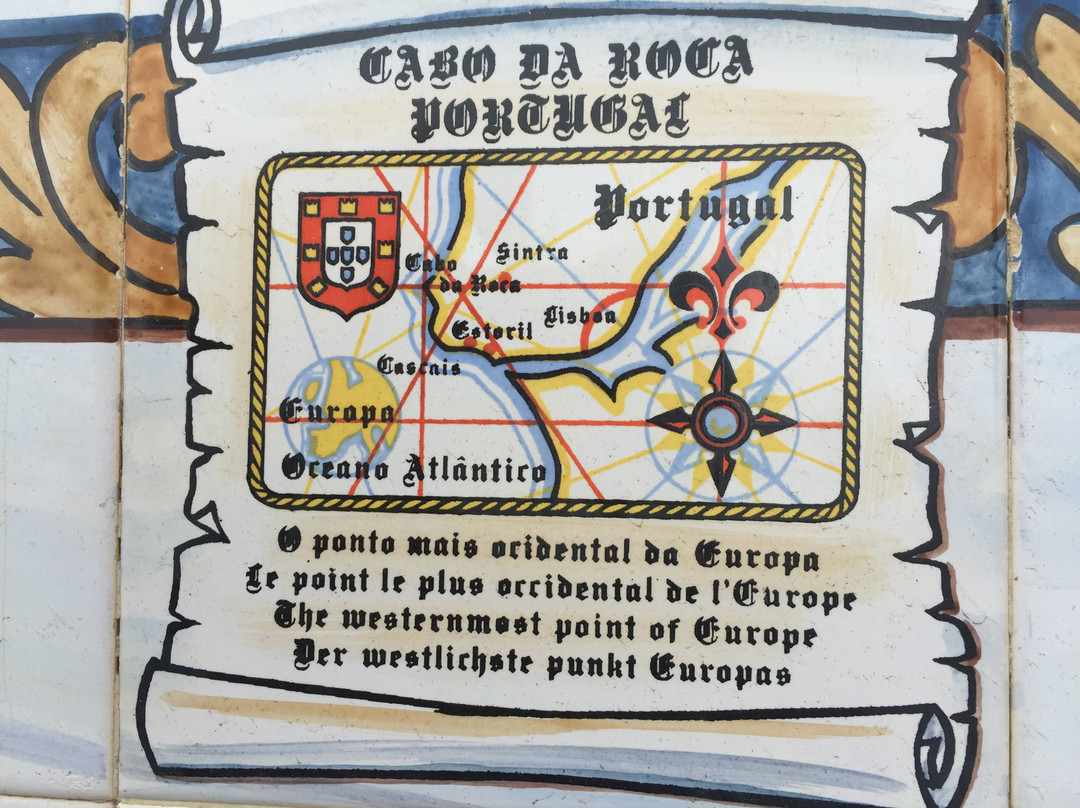 CABO DA ROCA
PORTUGAL
Portugal
Sintra
Cabo
da Roca
Lisboa
Estoril
Cascais
Europa
Oceano Atlântico
O ponto mais ocidental da Europa
Le point le plus occidental de l'Europe
The westernmost point of Europe
Der westlichste punkt Europas